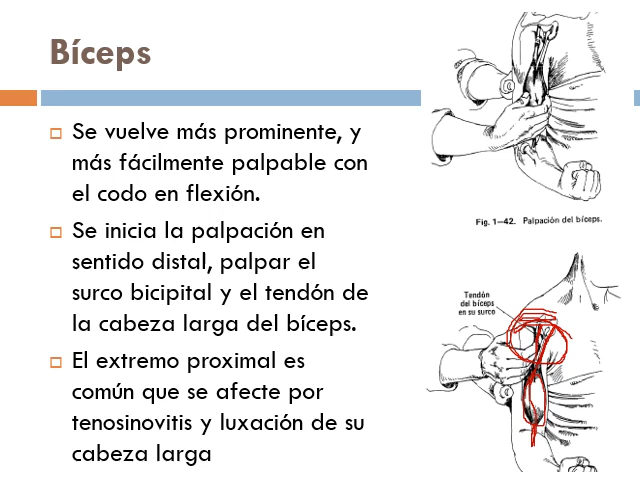 Bíceps
Se vuelve más prominente, y
más fácilmente palpable con
el codo en flexión.
Se inicia la palpación en
sentido distal, palpar el
surco bicipital y el tendón de
la cabeza larga del bíceps.
El extremo proximal es
común que se afecte por
tenosinovitis y luxación de su
cabeza larga
Fig. 1–42. Palpación del bíceps.
Tendón
del bíceps
en su surco